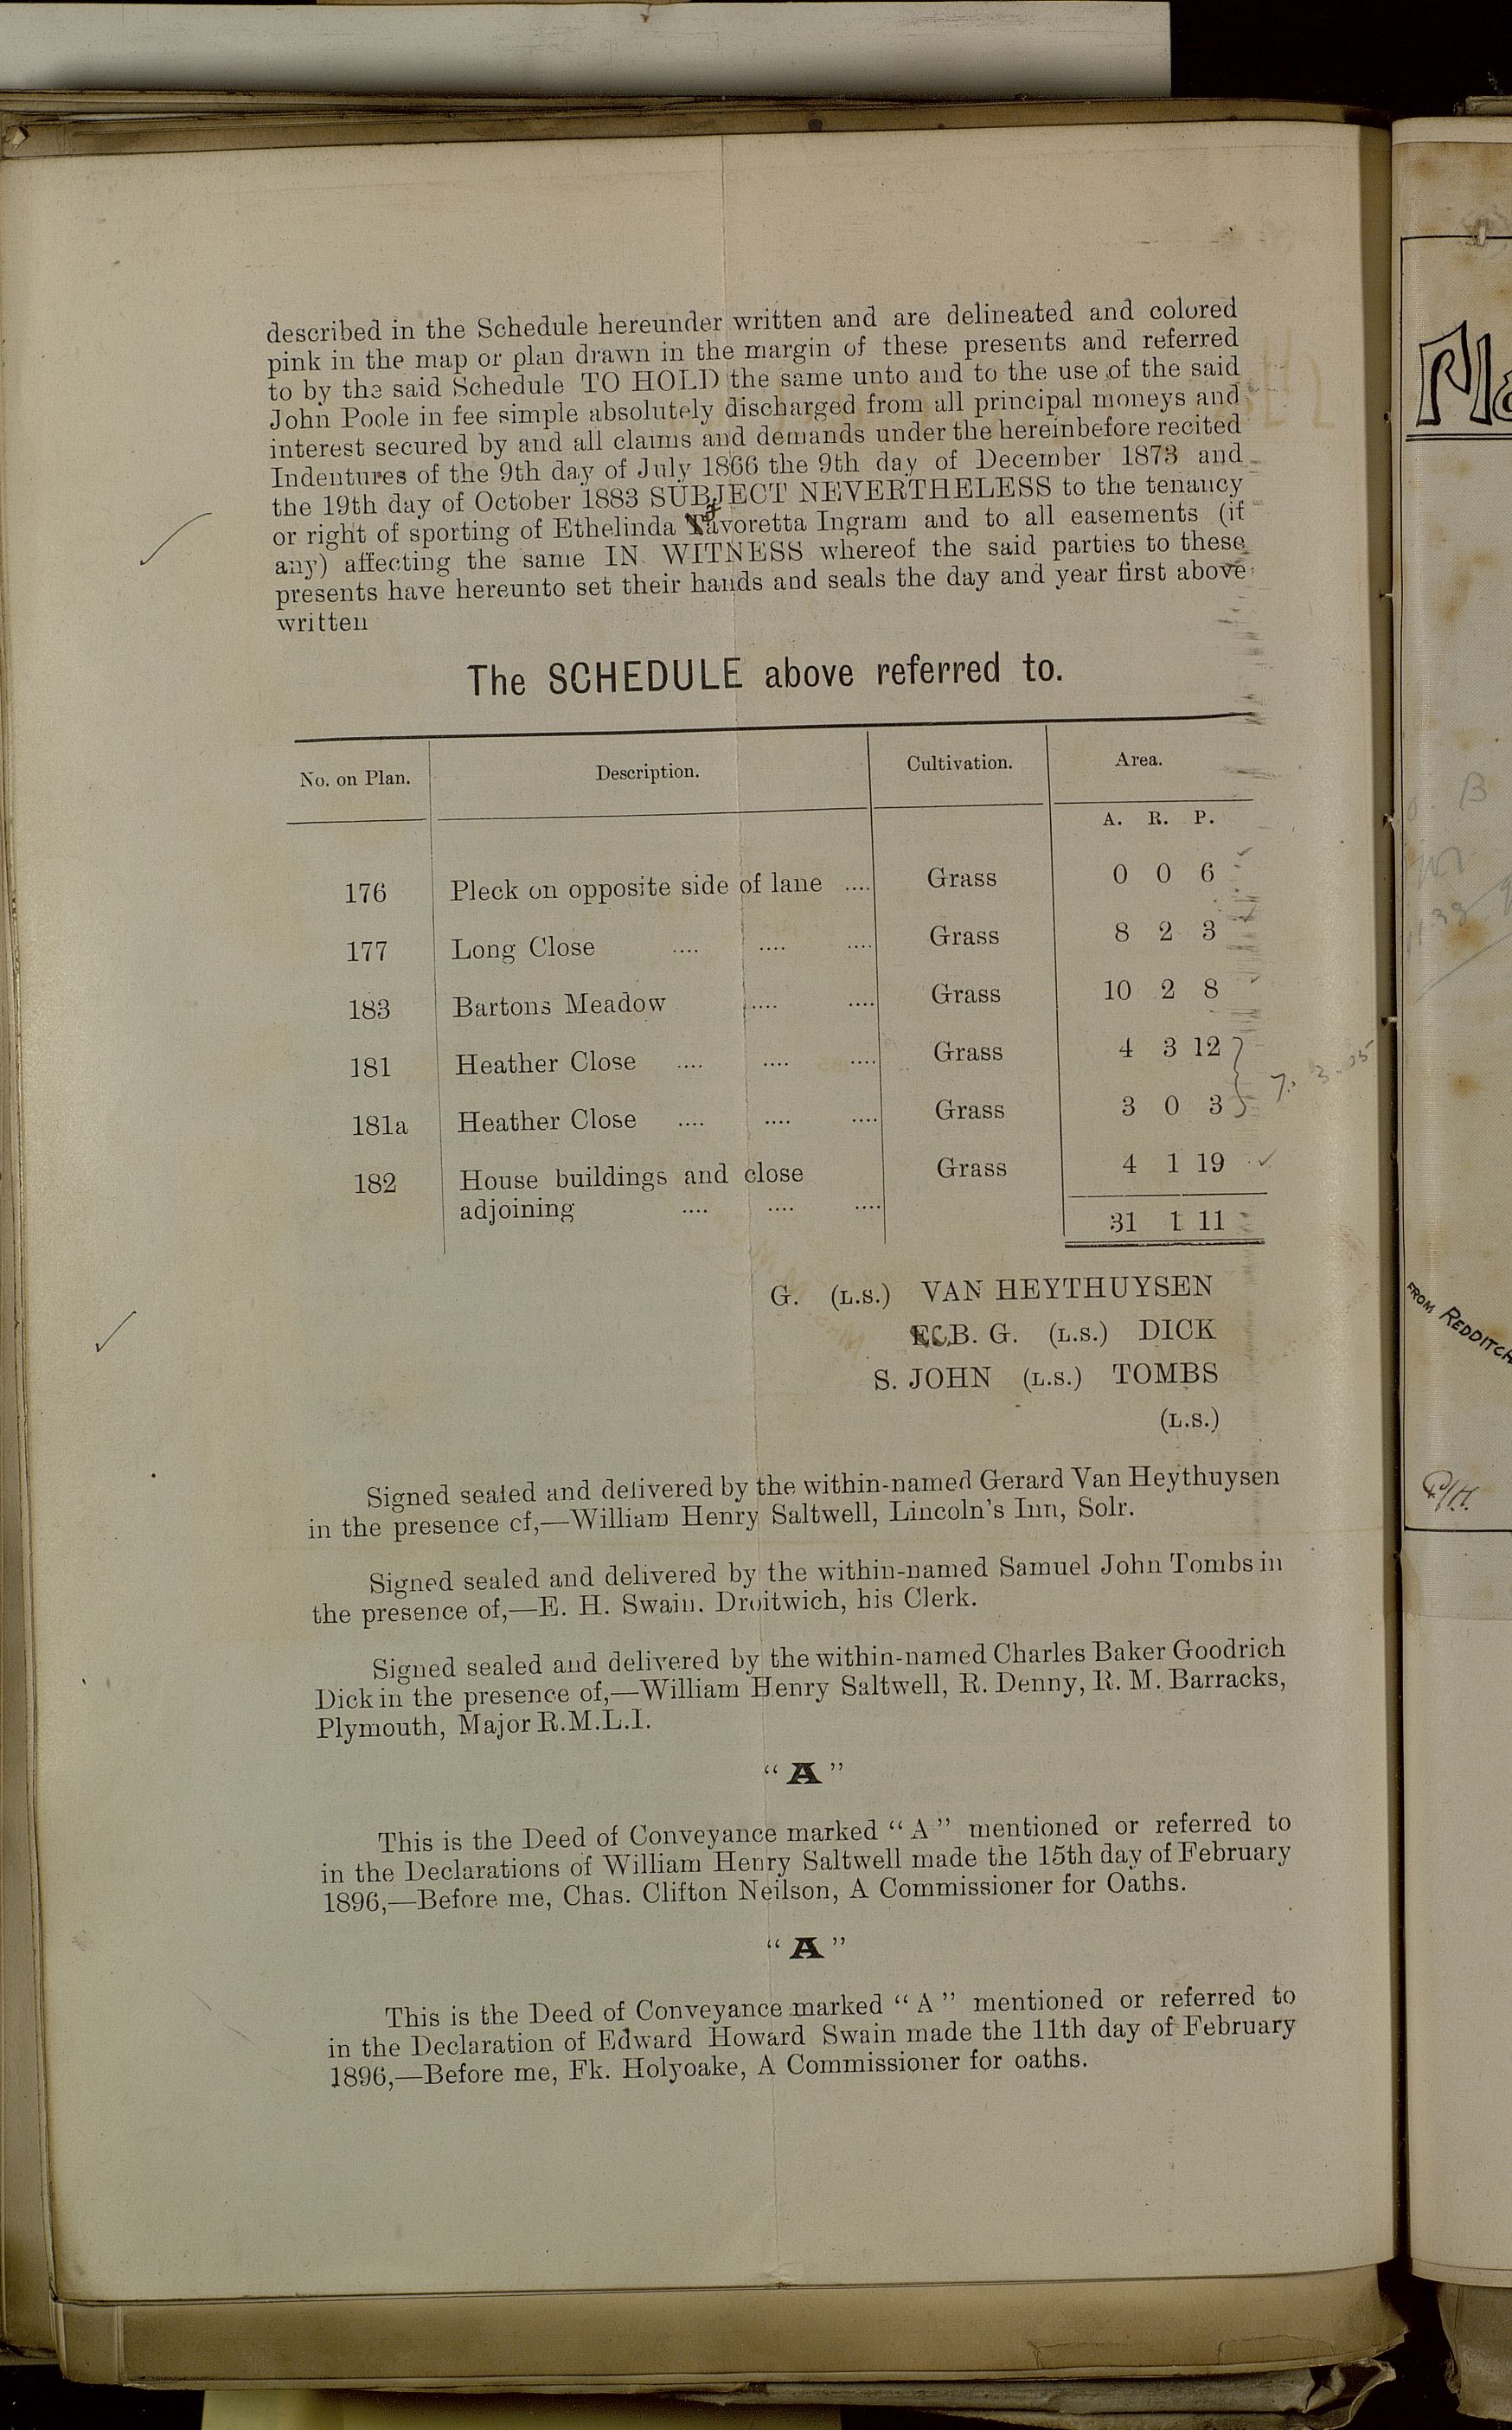 described in the Schedule hereunder written and are delineated and colored
pink in the map or plan drawn in the margin of these presents and referred
to by the said Schedule TO HOLD the same unto and to the use of the said
John Poole in fee simple absolutely discharged from all principal moneys and
interest secured by and all claims and demands under the hereinbefore recited
Indentures of the 9th day of July 1866 the 9th day of December 1873 and
the 19th day of October 1883 SUBJECT NEVERTHELESS to the tenancy
or right of sporting of Ethelinda Favoretta Ingram and to all easements (if
any) affecting the same IN WITNESS whereof the said parties to these
presents have hereunto set their hands and seals the day and year first above
written
The SCHEDULE above referred to.
No. on Plan. Description. Cultivation. Area.
A. R. P.
176 Pleck on opposite side of lane .... Grass 0 0 6
177 Long Close .... .... .... Grass 8 2 3
183 Bartons Meadow .... .... Grass 10 2 8
181 Heather Close .... .... .... Grass 4 3 12
7. 3. 15
181a Heather Close .... .... .... Grass 3 0 3
182 House buildings and close Grass 4 1 19
adjoining .... .... ....
31 1 11
G. (L.S.) VAN HEYTHUYSEN
C. B. G. (L.S.) DICK
S. JOHN (L.S.) TOMBS
(L.S.)
Signed sealed and delivered by the within-named Gerard Van Heythuysen
in the presence of,—William Henry Saltwell, Lincoln's Inn, Solr.
Signed sealed and delivered by the within-named Samuel John Tombs in
the presence of,—E. H. Swain. Droitwich, his Clerk.
Signed sealed and delivered by the within-named Charles Baker Goodrich
Dick in the presence of,—William Henry Saltwell, R. Denny, R. M. Barracks,
Plymouth, Major R.M.L.I.
"A"
This is the Deed of Conveyance marked "A" mentioned or referred to
in the Declarations of William Henry Saltwell made the 15th day of February
1896,—Before me, Chas. Clifton Neilson, A Commissioner for Oaths.
"A"
This is the Deed of Conveyance marked "A" mentioned or referred to
in the Declaration of Edward Howard Swain made the 11th day of February
1896,—Before me, Fk. Holyoake, A Commissioner for oaths.
FROM REDDITCH